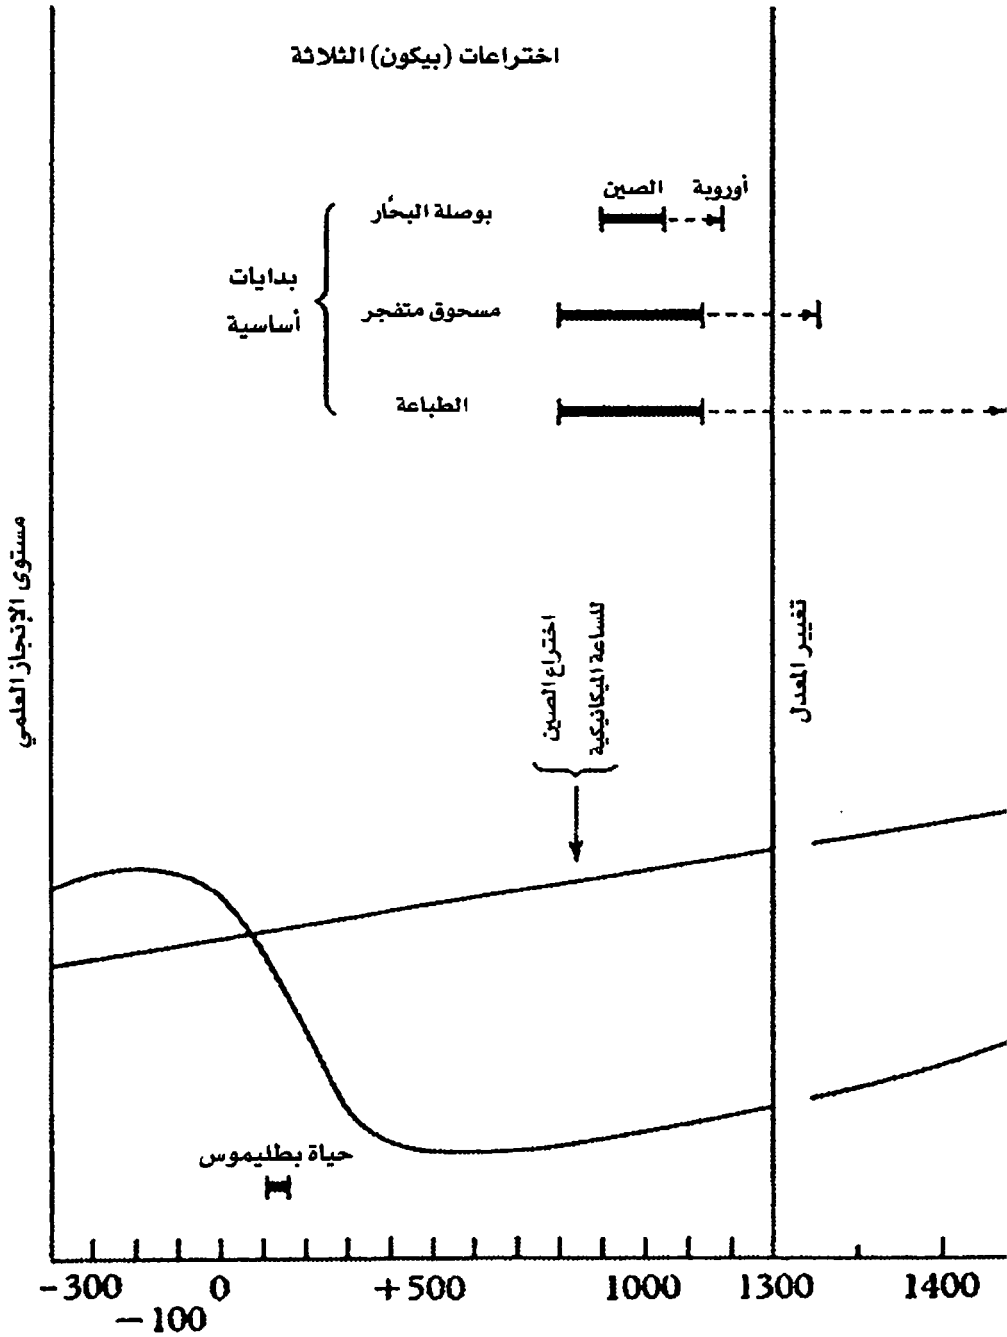 اختراعات (بيكون) الثلاثة
الصين
أوروبة
بوصلة البحَّار
بدايات
أساسية
مسحوق متفجر
الطباعة
مستوى الإنجاز العلمي
اختراع الصين
للساعة الميكانيكية
تغيير المعدل
حياة بطليموس
-300 0 +500 1000 1300 1400
-100